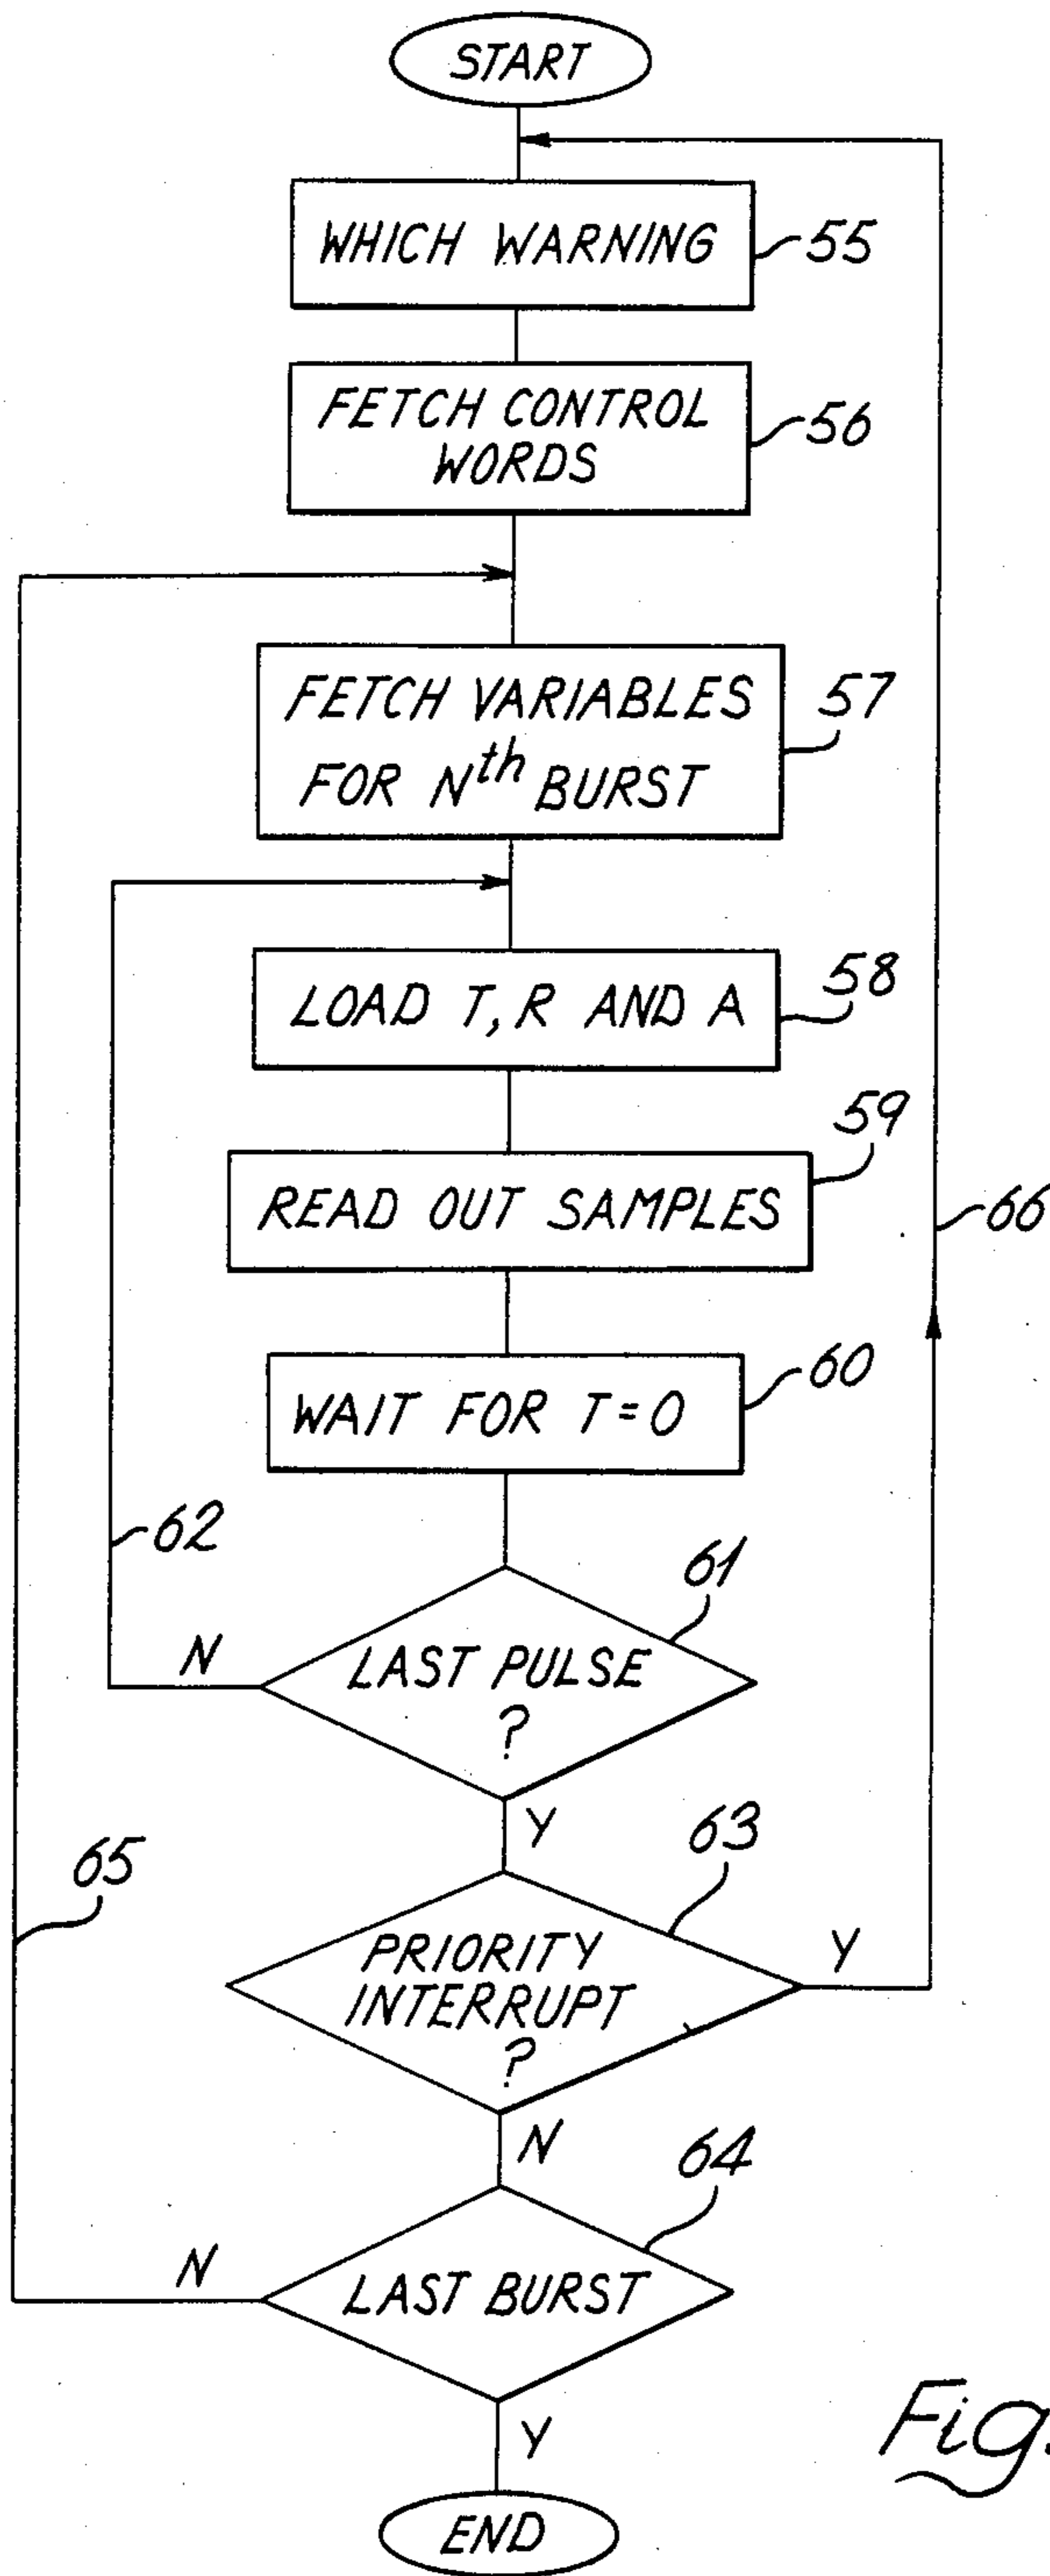 START
WHICH WARNING
55
FETCH CONTROL
WORDS
56
FETCH VARIABLES
57
FOR Nth BURST
LOAD T, R AND A
58
59
READ OUT SAMPLES
66
WAIT FOR T=0
60
62
61
N
LAST PULSE
?
Y
63
65
PRIORITY
Y
INTERRUPT
?
N
64
N
LAST BURST
Y
Fig.
END